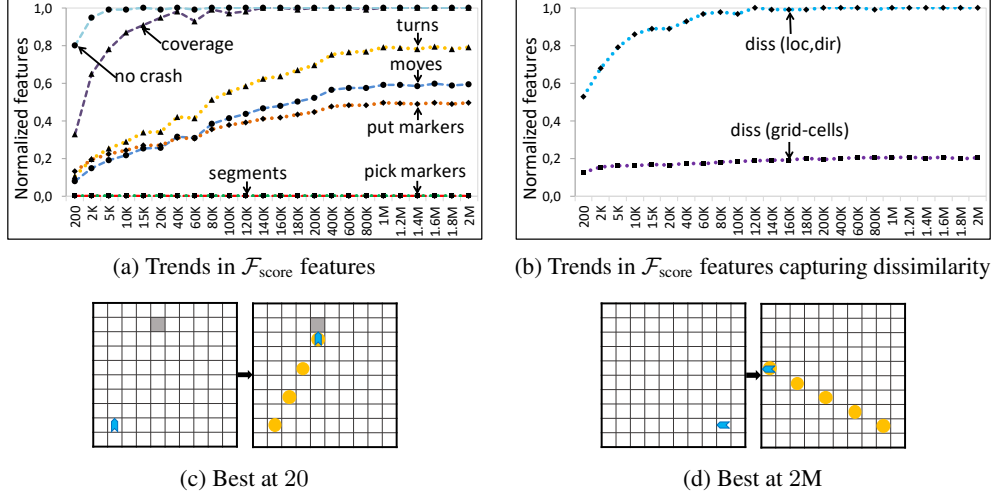 Normalized features
1,0
0,8
0,6
0,4
0,2
0,0
coverage
no crash
turns
moves
put markers
segments
pick markers
200
2K
5K
10K
15K
20K
40K
60K
80K
100K
120K
140K
160K
180K
200K
400K
600K
800K
1M
1.2M
1.4M
1.6M
1.8M
2M
(a) Trends in F_score features
Normalized features
1,0
0,8
0,6
0,4
0,2
0,0
diss (loc,dir)
diss (grid-cells)
200
2K
5K
10K
15K
20K
40K
60K
80K
100K
120K
140K
160K
180K
200K
400K
600K
800K
1M
1.2M
1.4M
1.6M
1.8M
2M
(b) Trends in F_score features capturing dissimilarity
(c) Best at 20
(d) Best at 2M